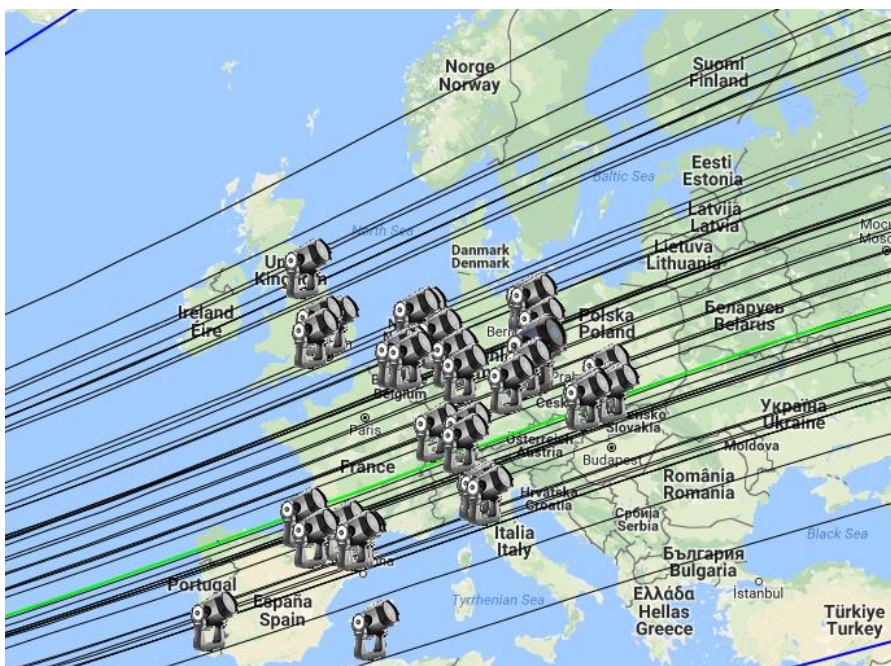 Norge
Norway
Suomi
Finland
Baltic Sea
Eesti
Estonia
Latvija
Latvia
North Sea
Danmark
Denmark
Lietuva
Lithuania
Ireland
Éire
Polska
Poland
Беларусь
Belarus
Belgium
Paris
Slovakia
Україна
Ukraine
Österreich
Austria
Budapest
Moldova
France
Hrvatska
Croatia
România
Romania
Србија
Serbia
Italia
Italy
Black Sea
България
Bulgaria
Portugal
España
Spain
Tyrrhenian Sea
Ελλάδα
Hellas
Greece
İstanbul
Türkiye
Turkey